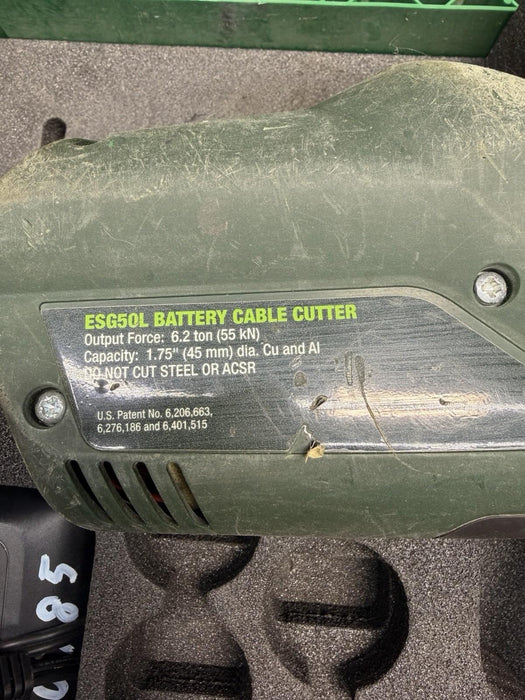 ESG50L BATTERY CABLE CUTTER
Output Force: 6.2 ton (55 kN)
Capacity: 1.75" (45 mm) dia. Cu and Al
DO NOT CUT STEEL OR ACSR
U.S. Patent No. 6,206,663,
6,276,186 and 6,401,515